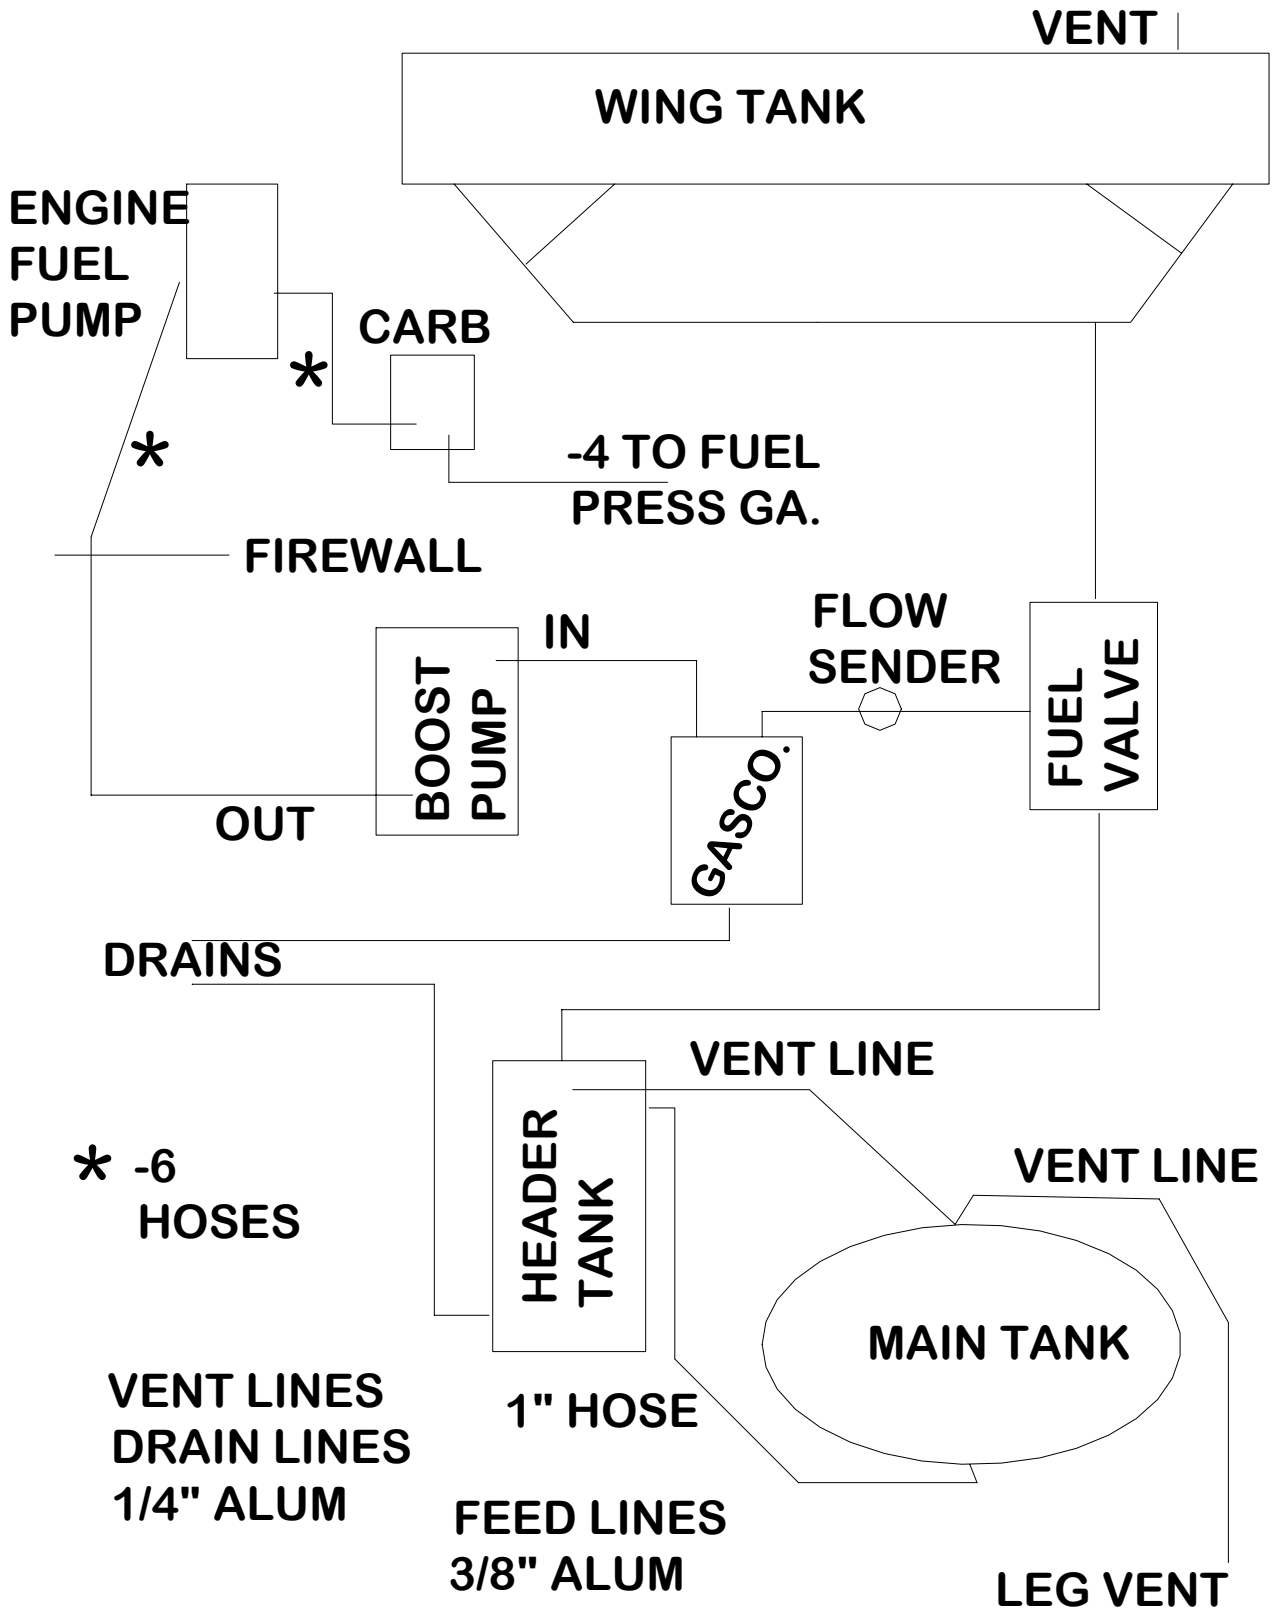 VENT
WING TANK
ENGINE
FUEL
PUMP
CARB
*
*
-4 TO FUEL
PRESS GA.
FIREWALL
IN
FLOW
SENDER
BOOST
PUMP
FUEL
VALVE
GASCO.
OUT
DRAINS
VENT LINE
HEADER
TANK
* -6
HOSES
VENT LINE
MAIN TANK
VENT LINES
DRAIN LINES
1/4" ALUM
1" HOSE
FEED LINES
3/8" ALUM
LEG VENT